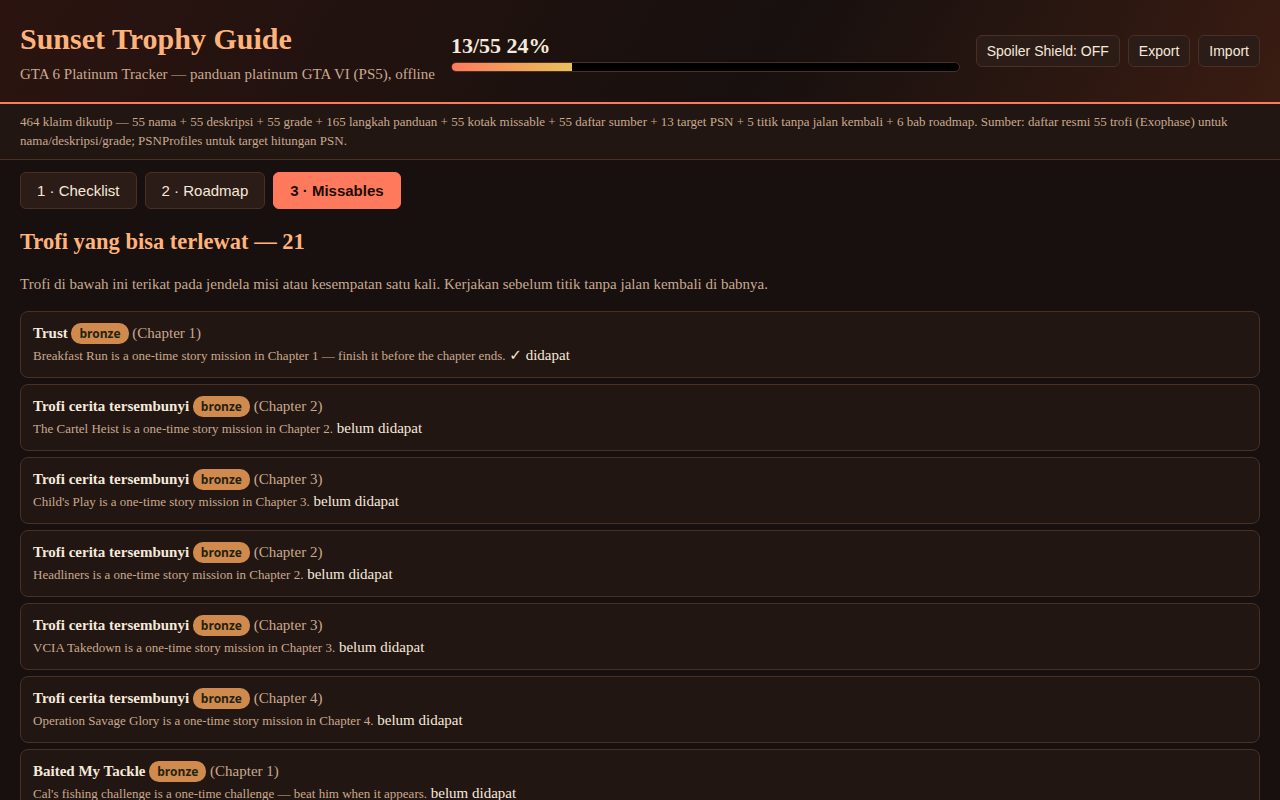 Sunset Trophy Guide
GTA 6 Platinum Tracker — panduan platinum GTA VI (PS5), offline
13/55 24%
Spoiler Shield: OFF
Export
Import
464 klaim dikutip — 55 nama + 55 deskripsi + 55 grade + 165 langkah panduan + 55 kotak missable + 55 daftar sumber + 13 target PSN + 5 titik tanpa jalan kembali + 6 bab roadmap. Sumber: daftar resmi 55 trofi (Exophase) untuk
nama/deskripsi/grade; PSNProfiles untuk target hitungan PSN.
1 · Checklist
2 · Roadmap
3 · Missables
Trofi yang bisa terlewat — 21
Trofi di bawah ini terikat pada jendela misi atau kesempatan satu kali. Kerjakan sebelum titik tanpa jalan kembali di babnya.
Trust bronze (Chapter 1)
Breakfast Run is a one-time story mission in Chapter 1 — finish it before the chapter ends. ✓ didapat
Trofi cerita tersembunyi bronze (Chapter 2)
The Cartel Heist is a one-time story mission in Chapter 2. belum didapat
Trofi cerita tersembunyi bronze (Chapter 3)
Child's Play is a one-time story mission in Chapter 3. belum didapat
Trofi cerita tersembunyi bronze (Chapter 2)
Headliners is a one-time story mission in Chapter 2. belum didapat
Trofi cerita tersembunyi bronze (Chapter 3)
VCIA Takedown is a one-time story mission in Chapter 3. belum didapat
Trofi cerita tersembunyi bronze (Chapter 4)
Operation Savage Glory is a one-time story mission in Chapter 4. belum didapat
Baited My Tackle bronze (Chapter 1)
Cal's fishing challenge is a one-time challenge — beat him when it appears. belum didapat